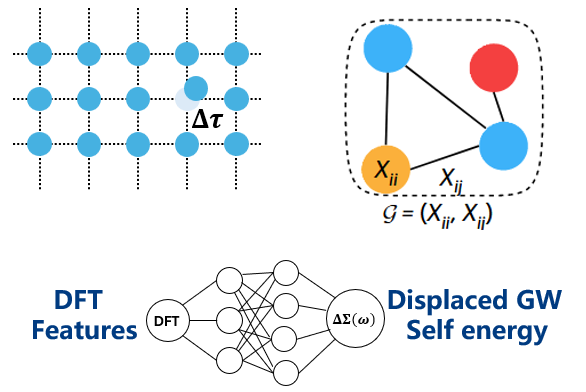 Δτ
X_ii
X_ij
𝒢 = (X_ii, X_ij)
DFT
Features
DFT
ΔΣ(ω)
Displaced GW
Self energy